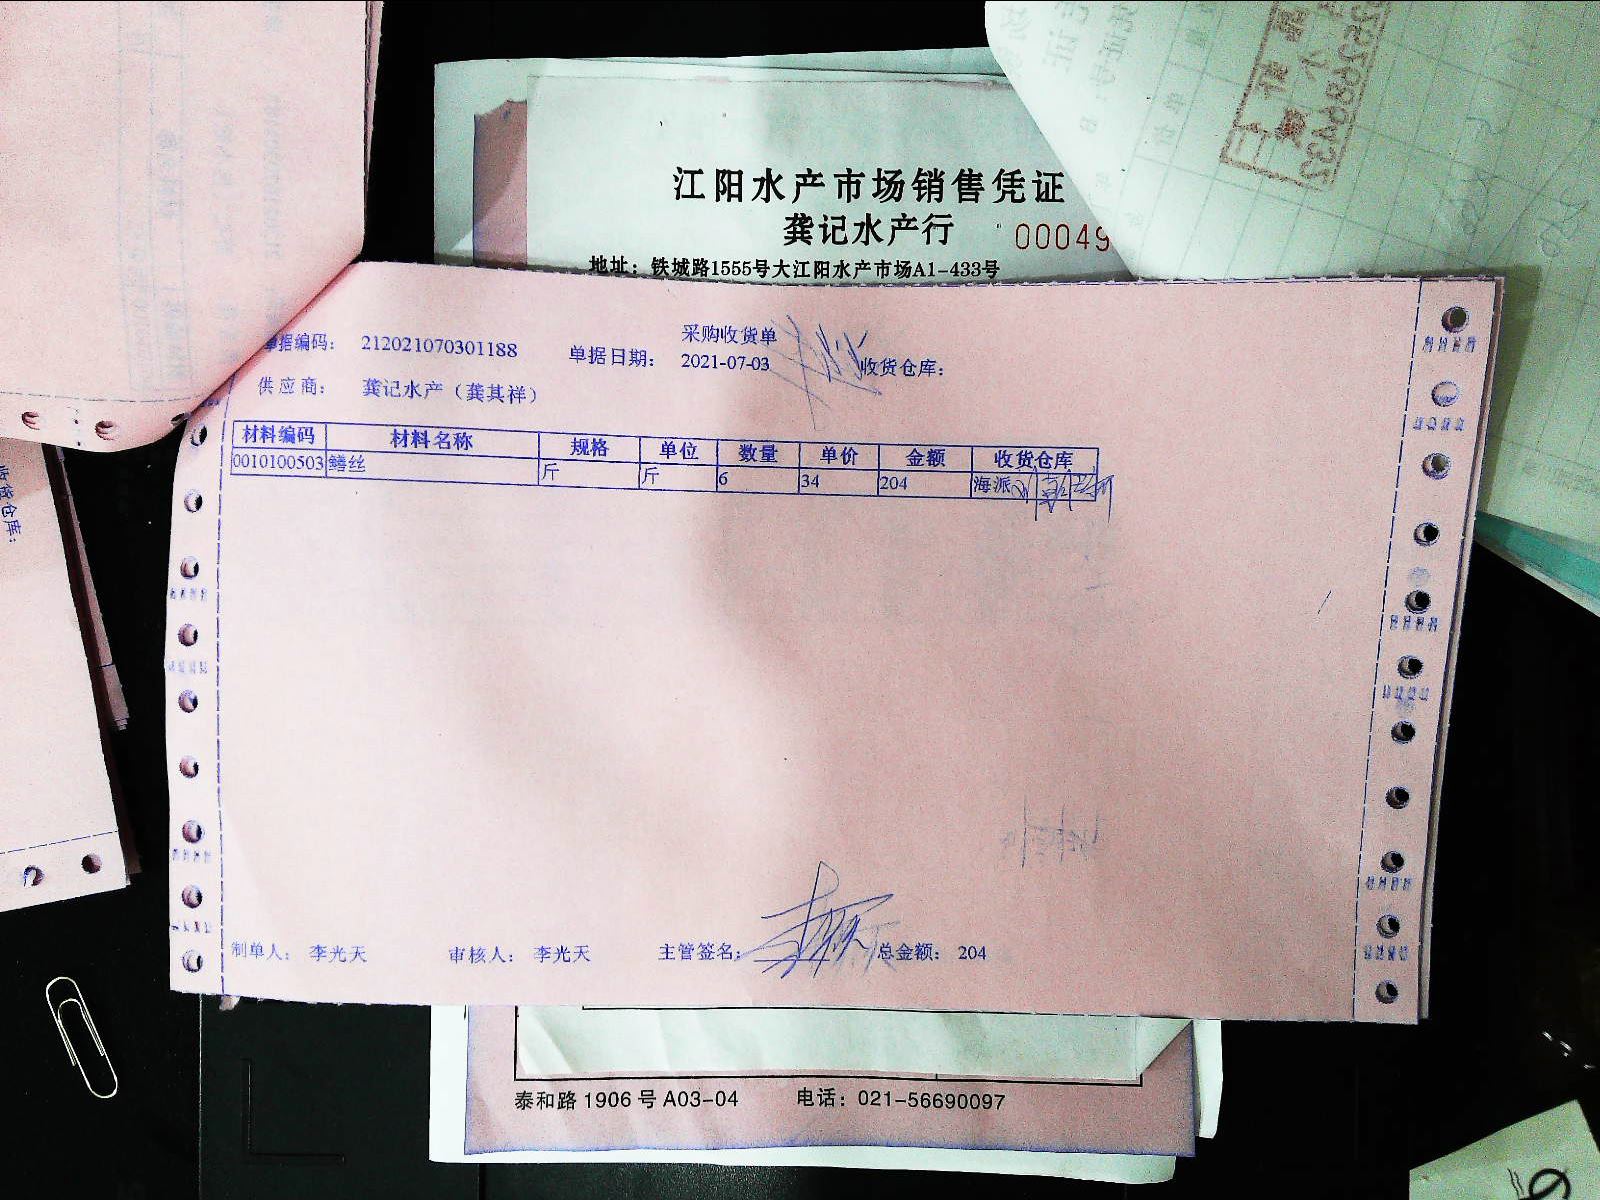 江阳水产市场销售凭证
龚记水产行 00049
地址：铁城路1555号大江阳水产市场A1-433号
采购收货单
单据编码： 212021070301188 单据日期： 2021-07-03 收货仓库：
供应商： 龚记水产（龚其祥）
材料编码 材料名称 规格 单位 数量 单价 金额 收货仓库
0010100503 鳝丝 斤 斤 6 34 204 海派
制单人： 李光天 审核人： 李光天 主管签名： 总金额： 204
泰和路1906号A03-04 电话：021-56690097
收货仓库：